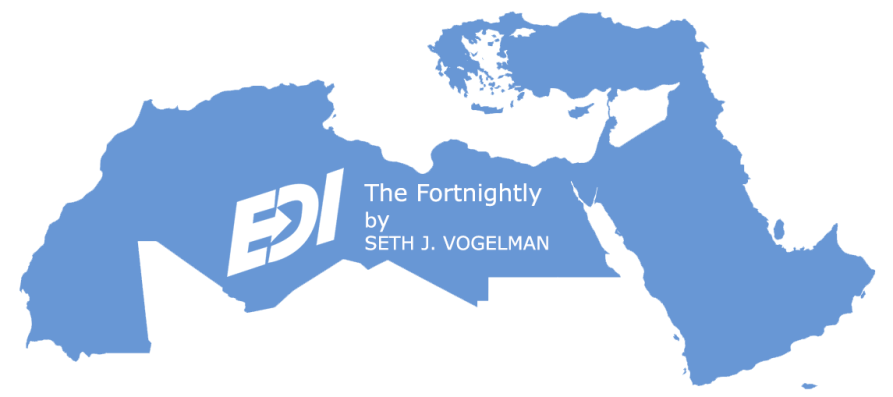 EDI
The Fortnightly
by
SETH J. VOGELMAN